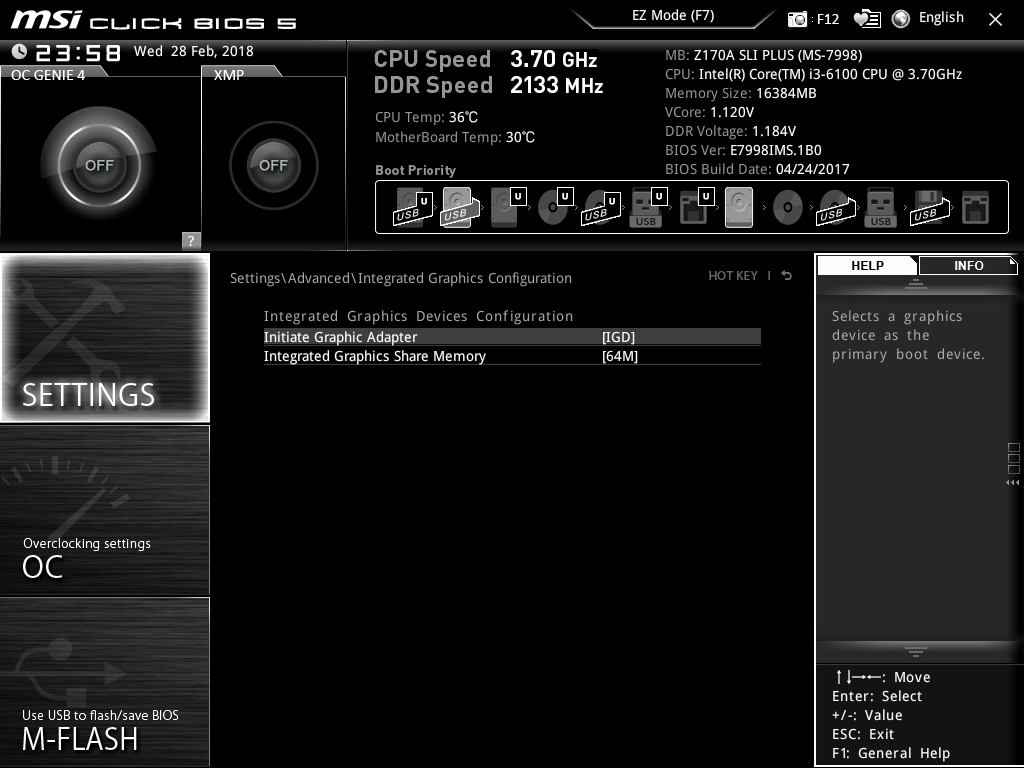 msi CLICK BIOS 5
EZ Mode (F7)
: F12
English
23:58 Wed 28 Feb, 2018
OC GENIE 4
XMP
OFF
OFF
?
CPU Speed 3.70 GHz
DDR Speed 2133 MHz
CPU Temp: 36℃
MotherBoard Temp: 30℃
MB: Z170A SLI PLUS (MS-7998)
CPU: Intel(R) Core(TM) i3-6100 CPU @ 3.70GHz
Memory Size: 16384MB
VCore: 1.120V
DDR Voltage: 1.184V
BIOS Ver: E7998IMS.1B0
BIOS Build Date: 04/24/2017
Boot Priority
U U U U U U
USB USB USB USB USB USB USB
SETTINGS
Overclocking settings
OC
Use USB to flash/save BIOS
M-FLASH
Settings\Advanced\Integrated Graphics Configuration
HOT KEY |
Integrated Graphics Devices Configuration
Initiate Graphic Adapter [IGD]
Integrated Graphics Share Memory [64M]
HELP
INFO
Selects a graphics
device as the
primary boot device.
↑↓→←: Move
Enter: Select
+/-: Value
ESC: Exit
F1: General Help